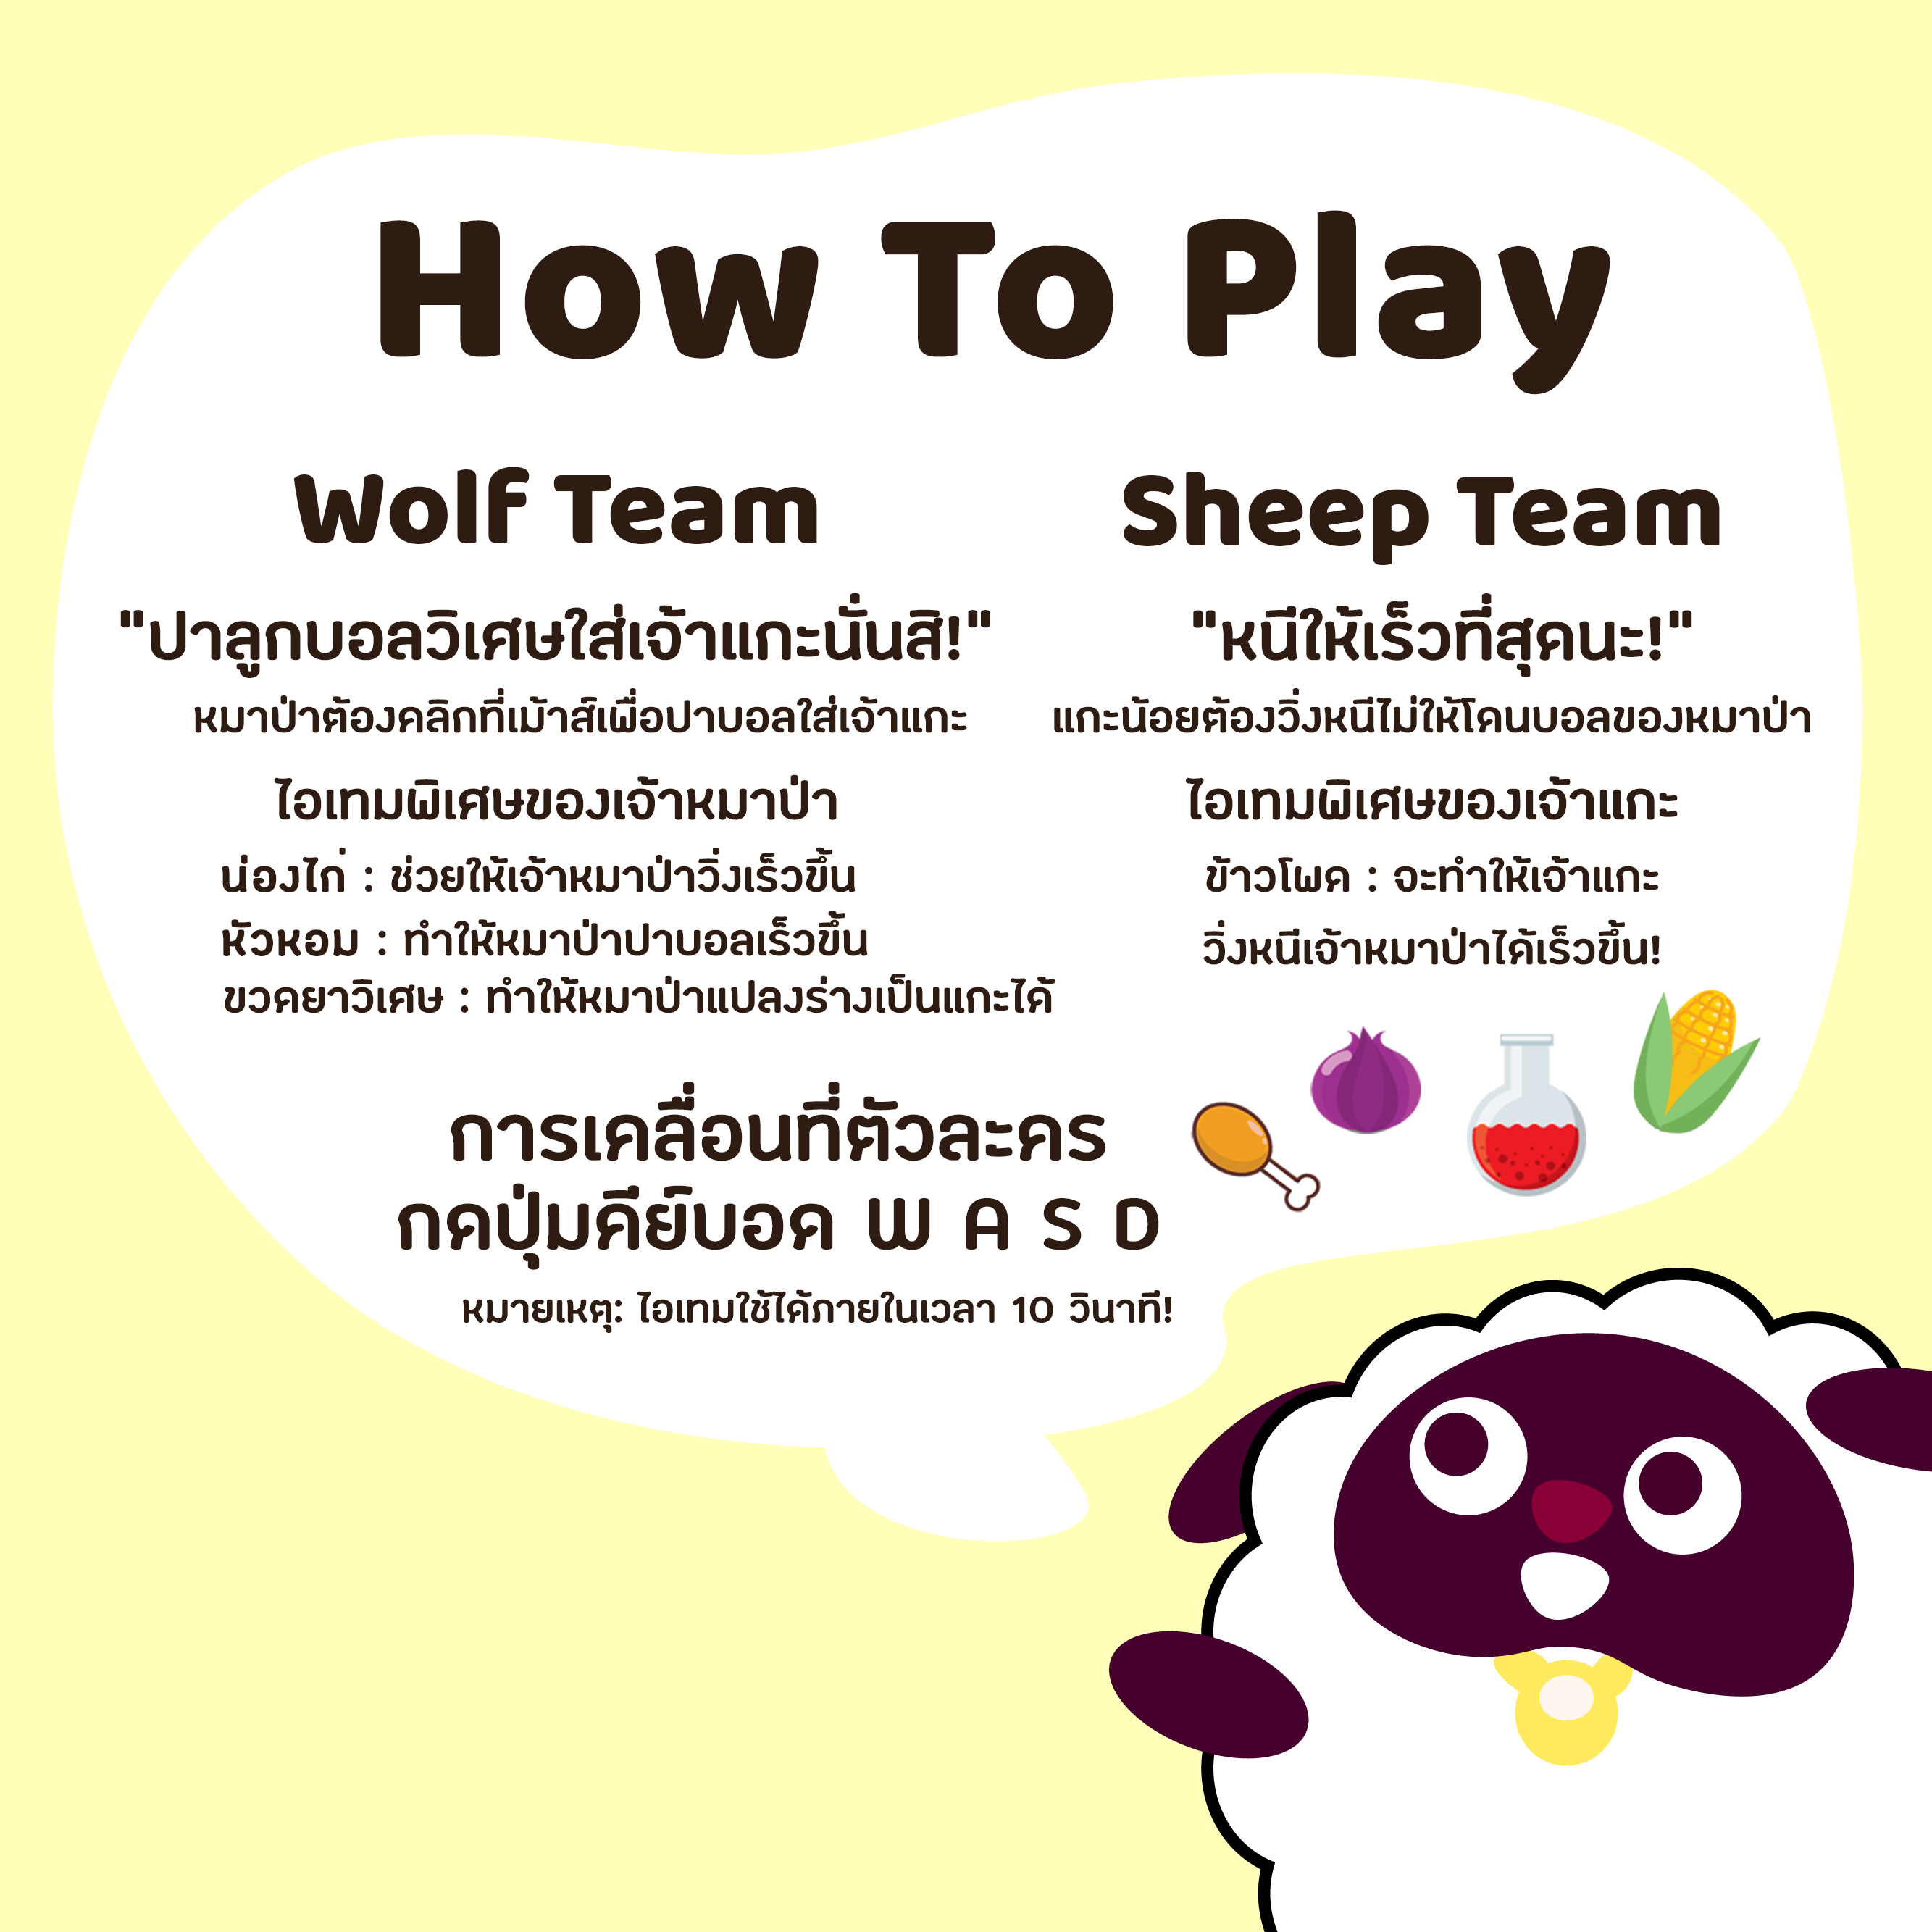 How To Play
Wolf Team
"ปาลูกบอลวิเศษใส่เจ้าแกะนั่นสิ!"
หมาป่าต้องคลิกที่เม้าส์เพื่อปาบอลใส่เจ้าแกะ
ไอเทมพิเศษของเจ้าหมาป่า
น่องไก่ : ช่วยให้เจ้าหมาป่าวิ่งเร็วขึ้น
หัวหอม : ทำให้หมาป่าปาบอลเร็วขึ้น
ขวดยาวิเศษ : ทำให้หมาป่าแปลงร่างเป็นแกะได้
Sheep Team
"หนีให้เร็วที่สุดนะ!"
แกะน้อยต้องวิ่งหนีไม่ให้โดนบอลของหมาป่า
ไอเทมพิเศษของเจ้าแกะ
ข้าวโพด : จะทำให้เจ้าแกะ
วิ่งหนีเจ้าหมาป่าได้เร็วขึ้น!
การเคลื่อนที่ตัวละคร
กดปุ่มคีย์บอด W A S D
หมายเหตุ: ไอเทมใช้ได้ภายในเวลา 10 วินาที!